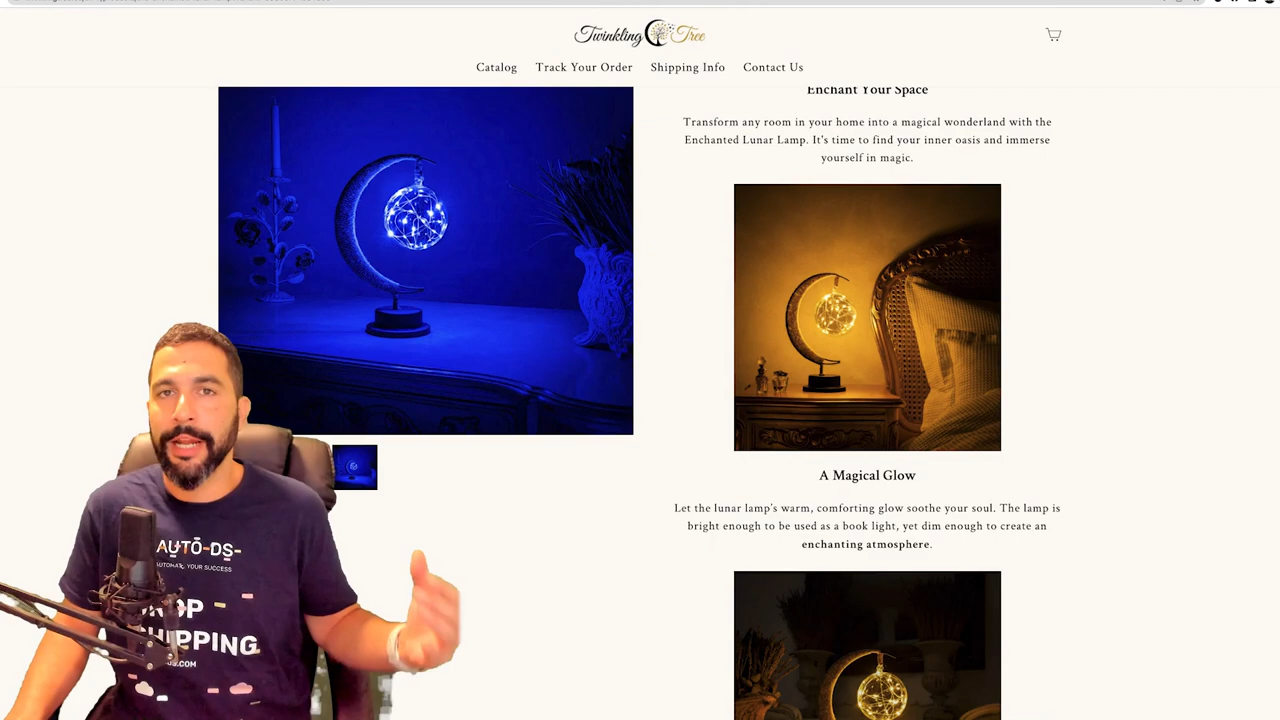 Twinkling Tree
Catalog
Track Your Order
Shipping Info
Contact Us
Enchant Your Space
Transform any room in your home into a magical wonderland with the
Enchanted Lunar Lamp. It's time to find your inner oasis and immerse
yourself in magic.
A Magical Glow
Let the lunar lamp's warm, comforting glow soothe your soul. The lamp is
bright enough to be used as a book light, yet dim enough to create an
enchanting atmosphere.
AUTO-DS-
YOUR SUCCESS